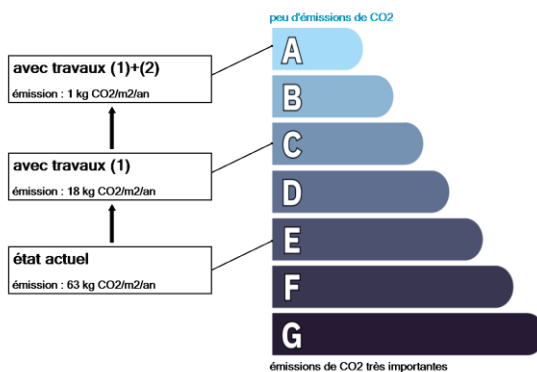 peu d'émissions de CO2
A
avec travaux (1)+(2)
émission : 1 kg CO2/m2/an
B
avec travaux (1)
émission : 18 kg CO2/m2/an
C
D
état actuel
émission : 63 kg CO2/m2/an
E
F
G
émissions de CO2 très importantes